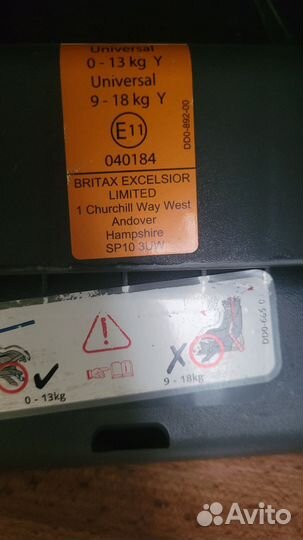 Universal
0 - 13 kg Y
Universal
9 - 18 kg Y
E11
040184
DD0-892-00
BRITAX EXCELSIOR
LIMITED
1 Churchill Way West
Andover
Hampshire
SP10 3UW
0 - 13kg
9 - 18kg
Avito